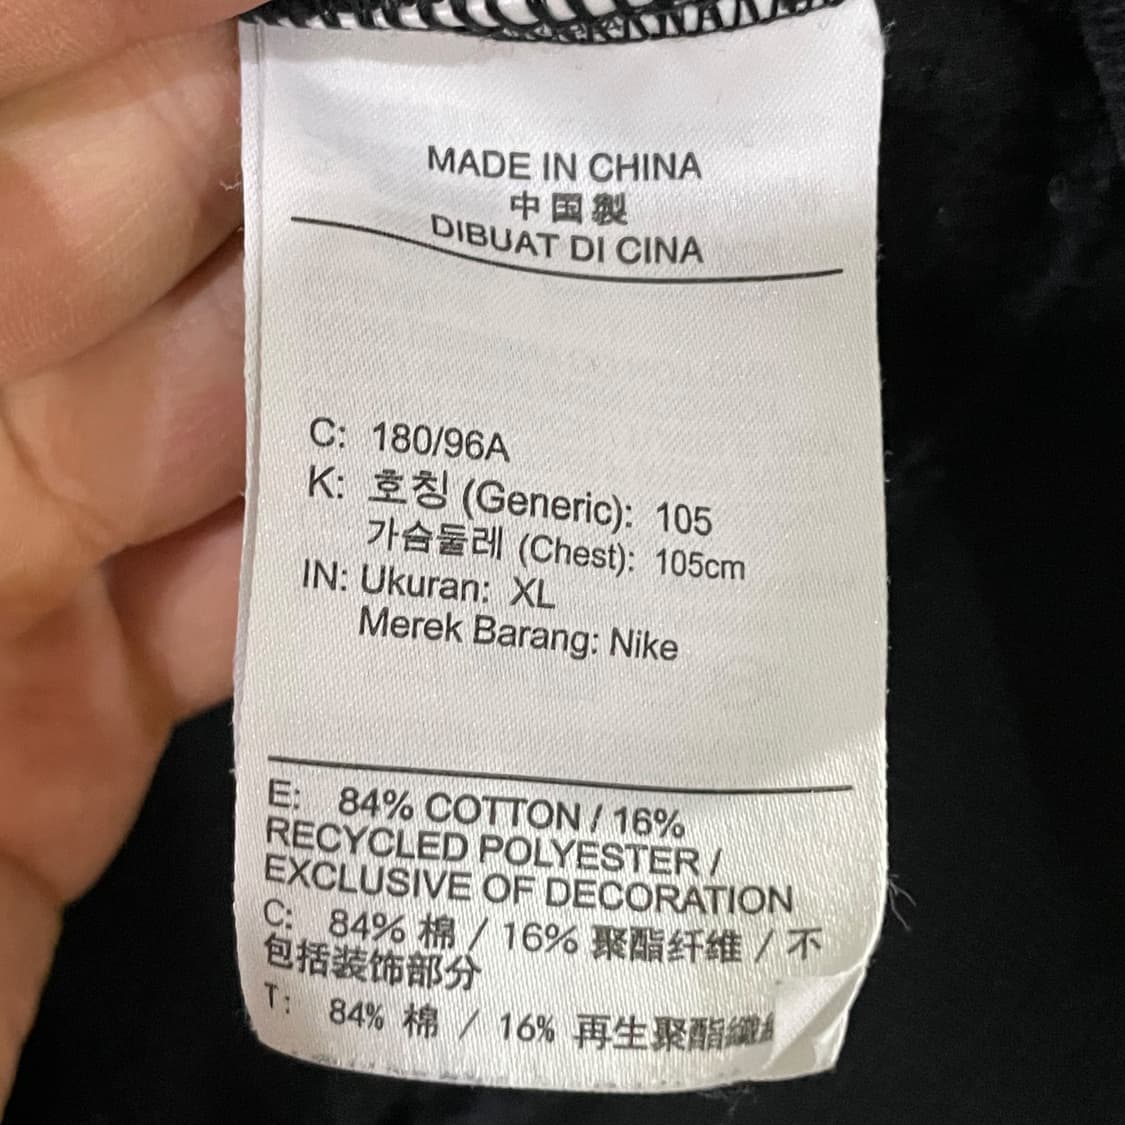 MADE IN CHINA
中国製
DIBUAT DI CINA
C: 180/96A
K: 호칭 (Generic): 105
가슴둘레 (Chest): 105cm
IN: Ukuran: XL
Merek Barang: Nike
E: 84% COTTON / 16%
RECYCLED POLYESTER /
EXCLUSIVE OF DECORATION
C: 84% 棉 / 16% 聚酯纤维 / 不
包括装饰部分
T: 84% 棉 / 16% 再生聚酯纖